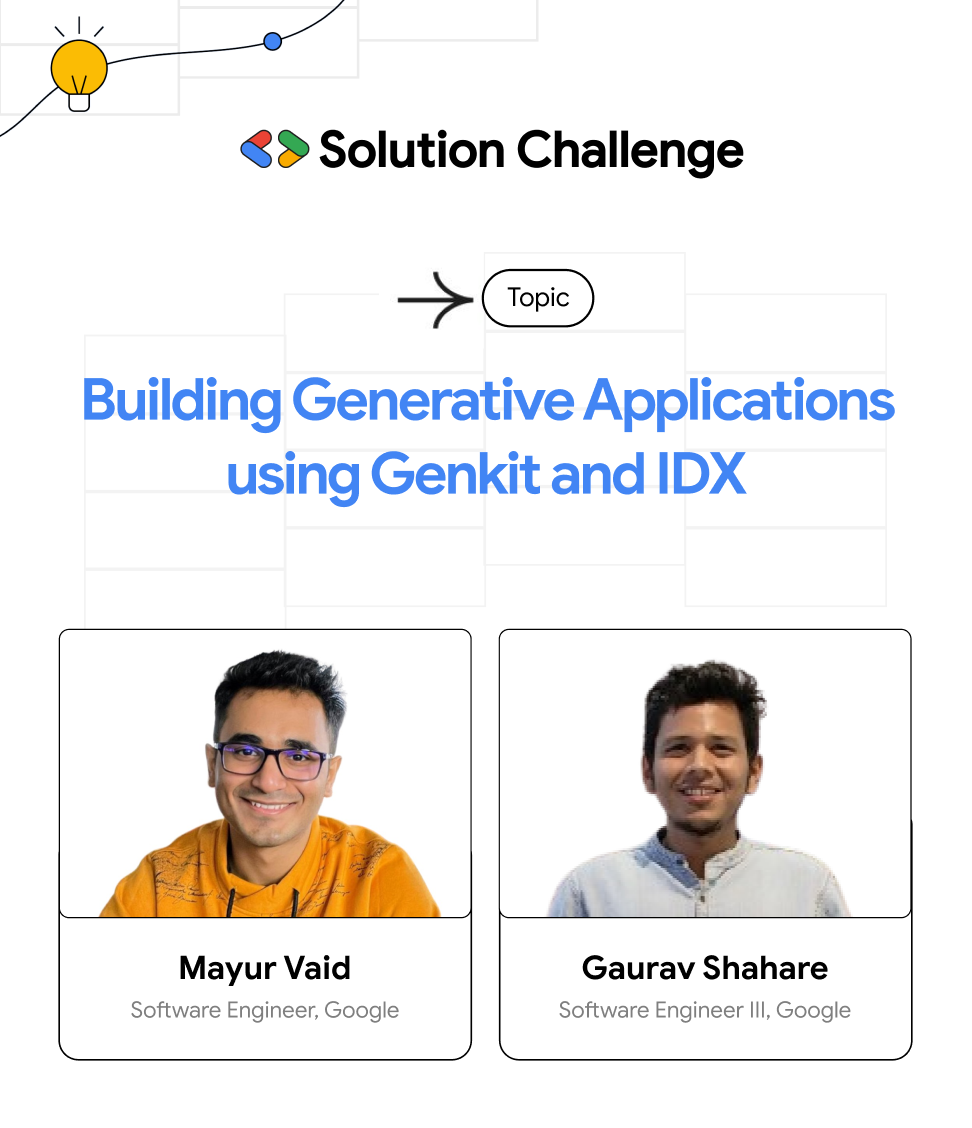 Solution Challenge
Topic
Building Generative Applications
using Genkit and IDX
Mayur Vaid
Software Engineer, Google
Gaurav Shahare
Software Engineer III, Google